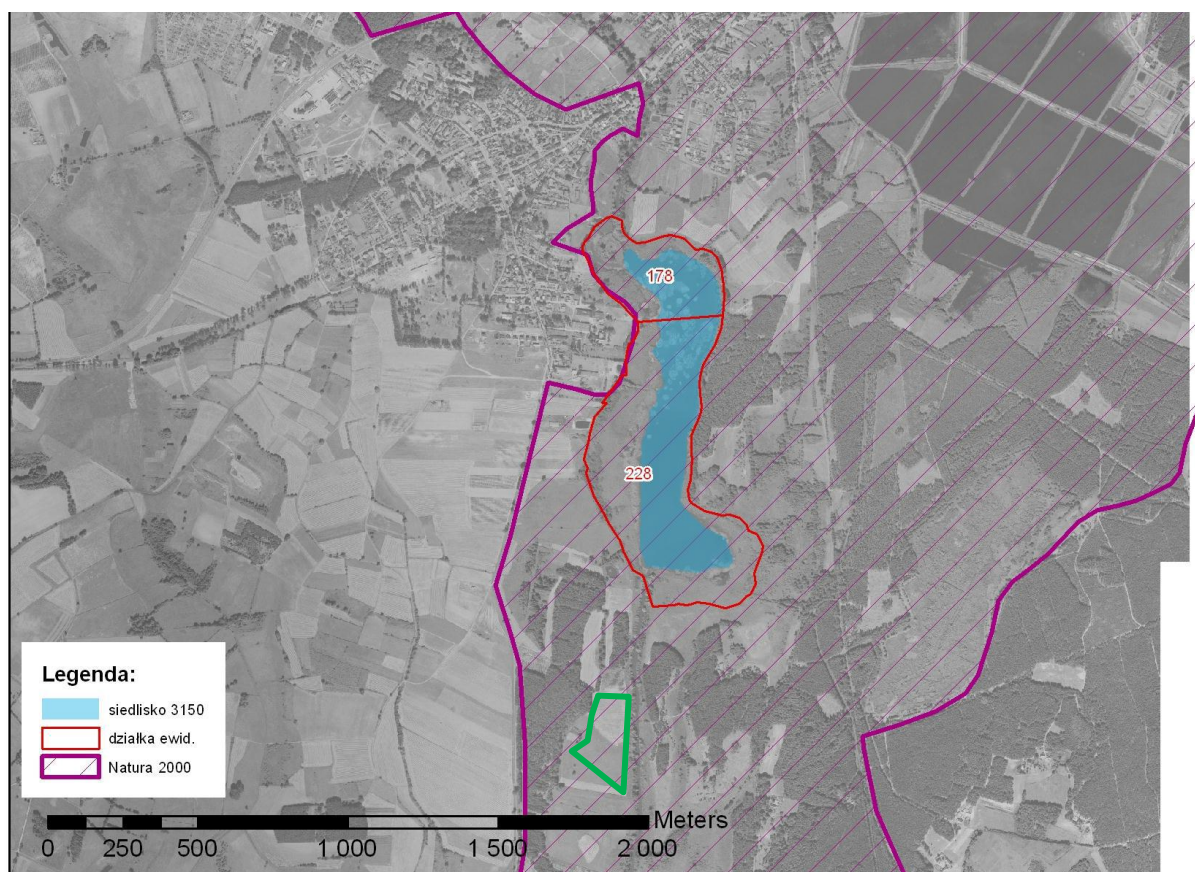 178
228
Legenda:
siedlisko 3150
działka ewid.
Natura 2000
Meters
0 250 500 1 000 1 500 2 000